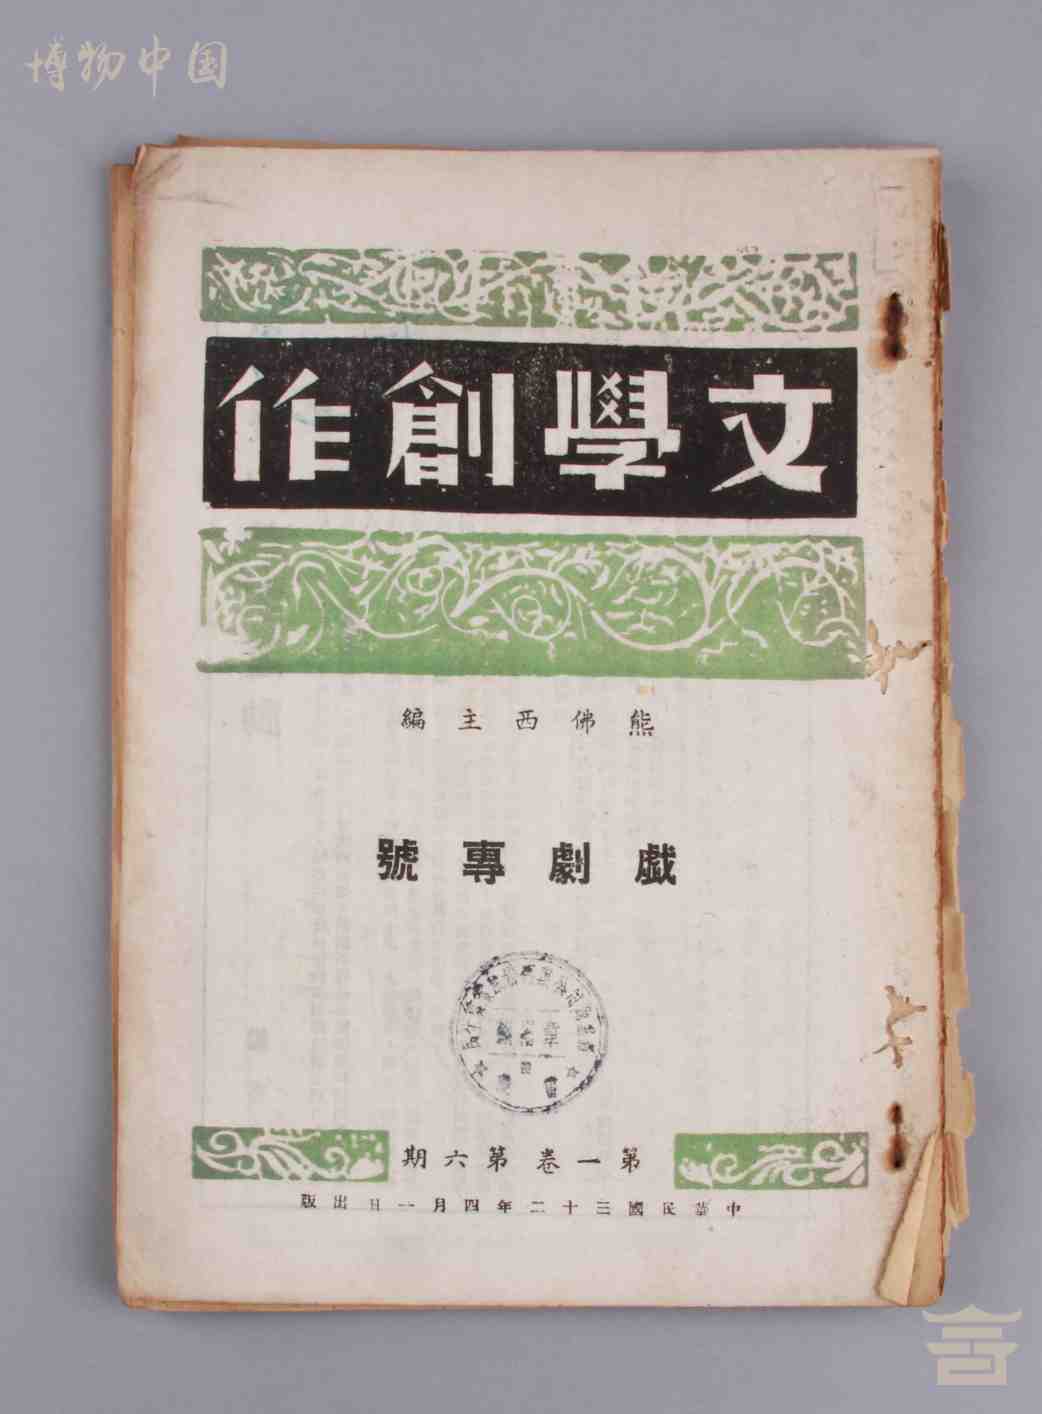 博物中国
文學創作
熊佛西主編
戯劇專號
第一卷第六期
中華民國三十二年四月一日出版